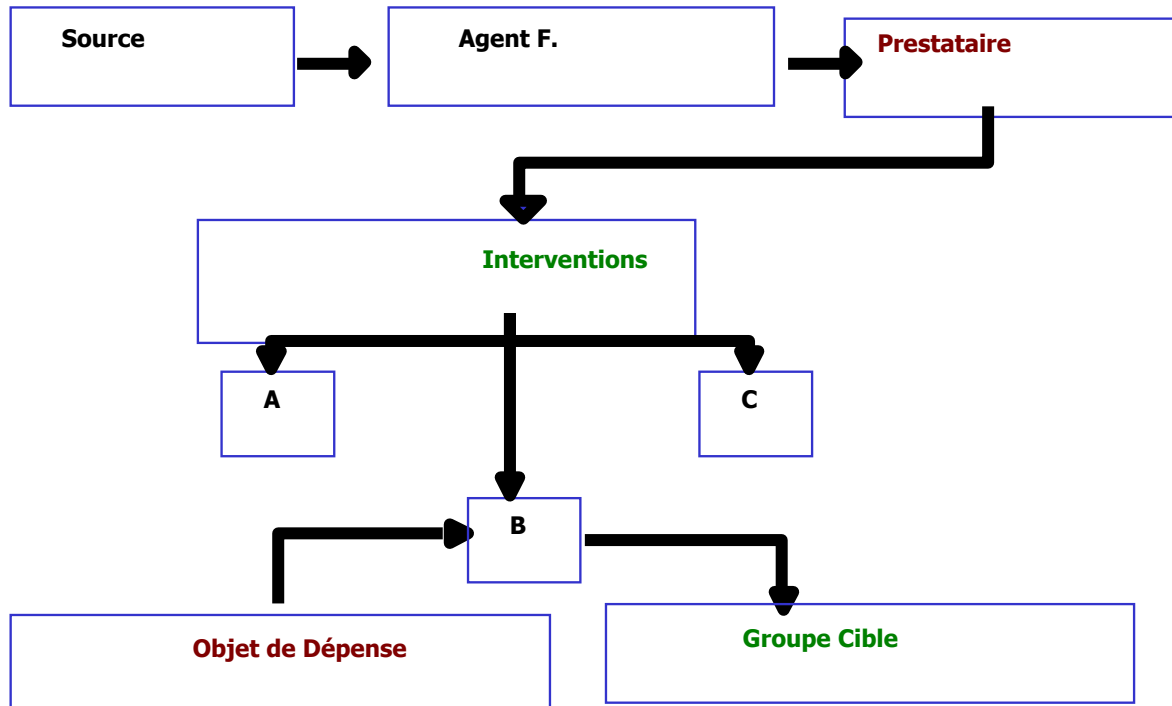 Source
Agent F.
Prestataire
Interventions
A
C
B
Objet de Dépense
Groupe Cible